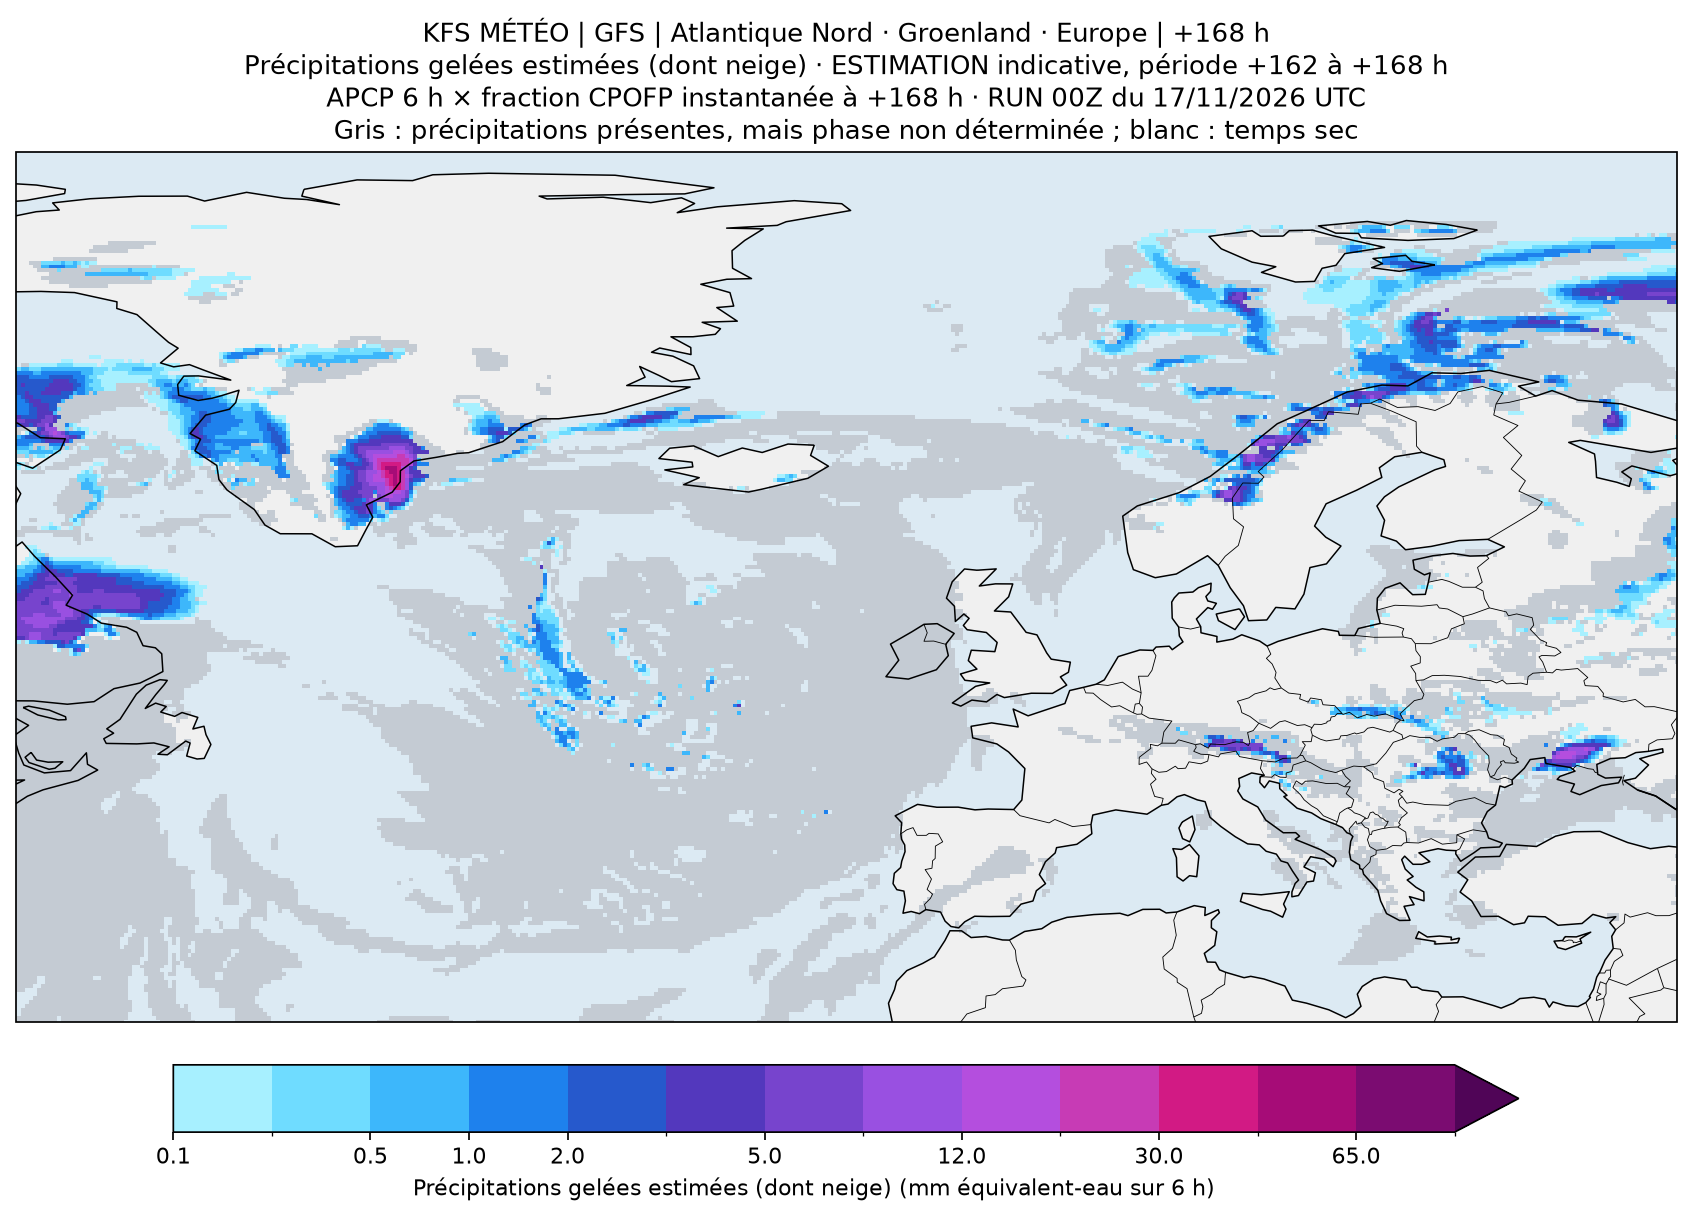 KFS MÉTÉO | GFS | Atlantique Nord · Groenland · Europe | +168 h
Précipitations gelées estimées (dont neige) · ESTIMATION indicative, période +162 à +168 h
APCP 6 h × fraction CPOFP instantanée à +168 h · RUN 00Z du 17/11/2026 UTC
Gris : précipitations présentes, mais phase non déterminée ; blanc : temps sec
0.1 0.5 1.0 2.0 5.0 12.0 30.0 65.0
Précipitations gelées estimées (dont neige) (mm équivalent-eau sur 6 h)